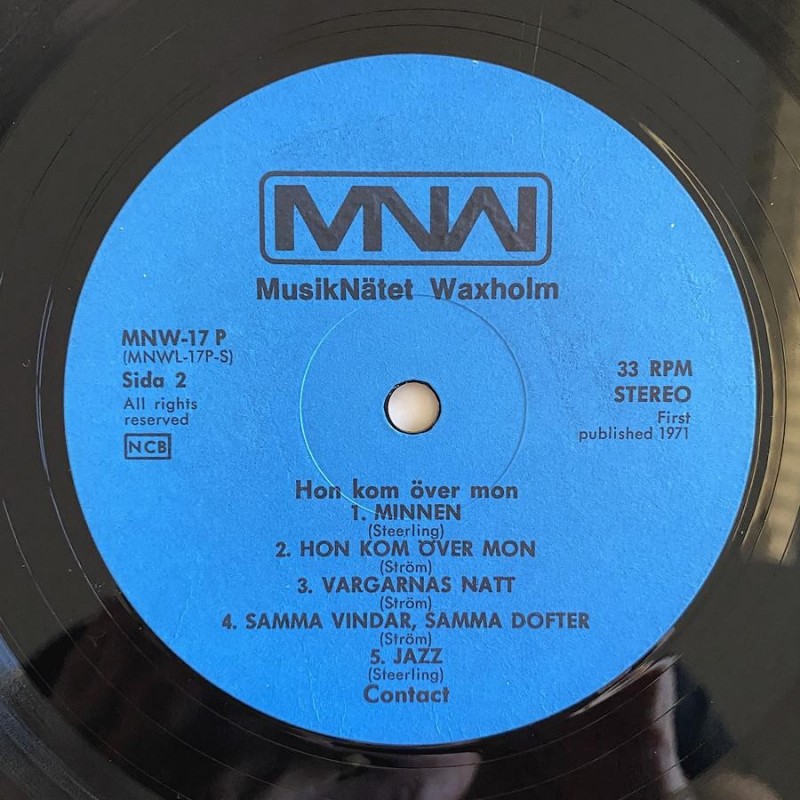 MNW
MusikNätet Waxholm
MNW-17 P
(MNWL-17P-S)
Sida 2
All rights
reserved
NCB
33 RPM
STEREO
First
published 1971
Hon kom över mon
1. MINNEN
(Steerling)
2. HON KOM ÖVER MON
(Ström)
3. VARGARNAS NATT
(Ström)
4. SAMMA VINDAR, SAMMA DOFTER
(Ström)
5. JAZZ
(Steerling)
Contact